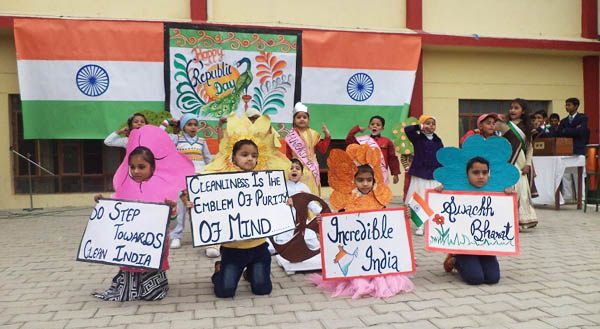 Happy
Republic
Day
So Step
Towards
Clean India
Cleanliness Is The
Emblem Of Purity
Of Mind....
Incredible
India
Swachh
Bharat